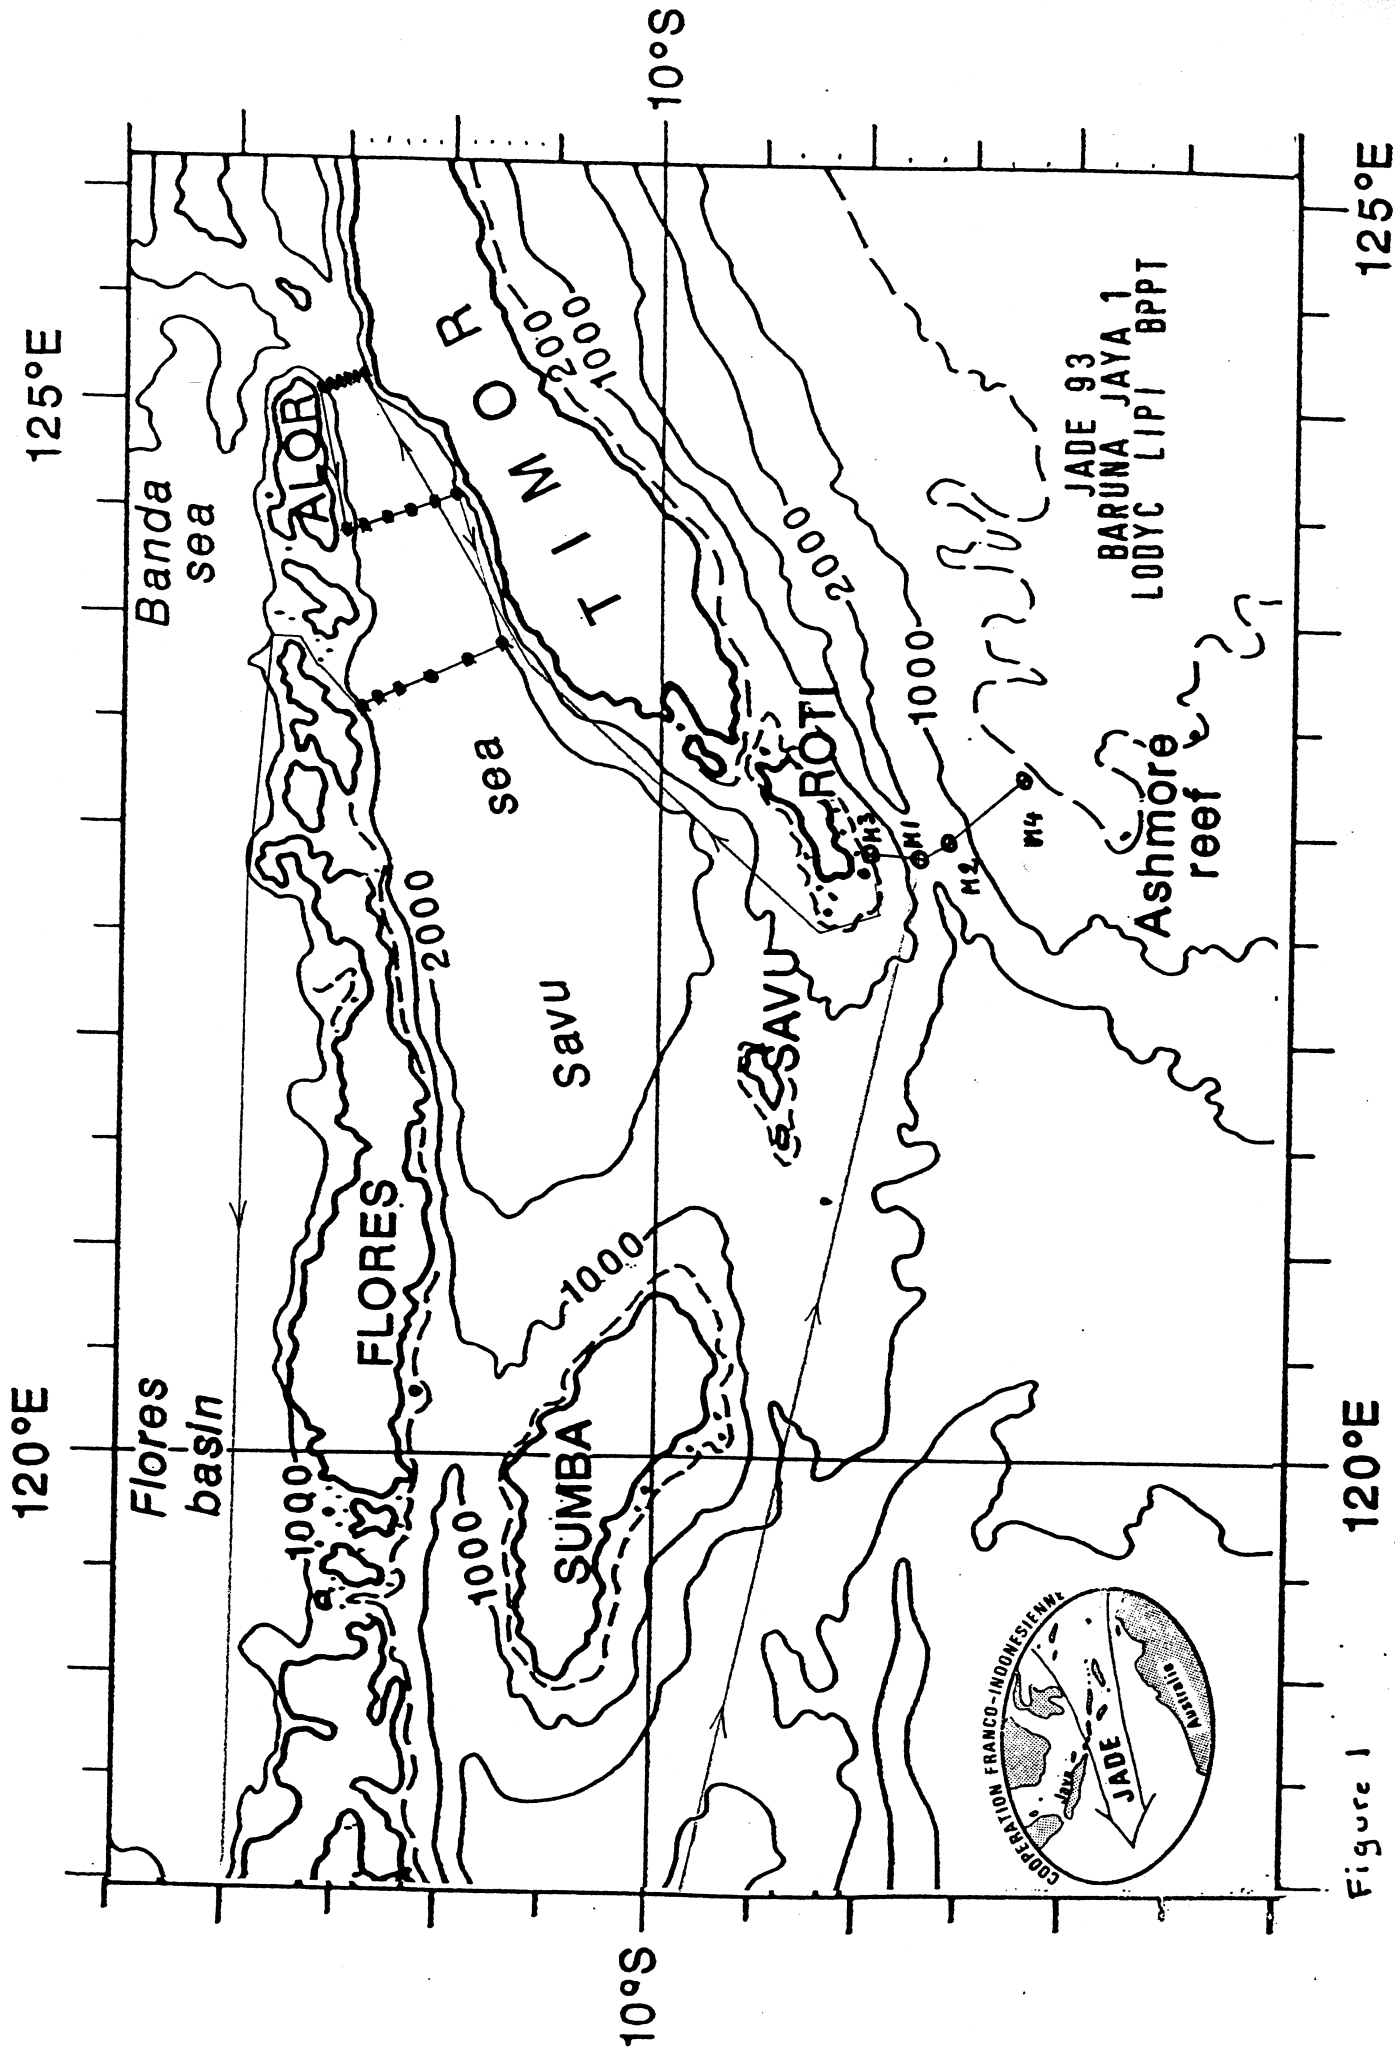 120°E
125°E
Flores
basin
Banda
sea
1000
ALOR
FLORES
1000
2000
TIMOR
200
1000
SUMBA
1000
savu
sea
10°S
10°S
SAVU
ROTI
2000
1000
M3
M1
M2
M4
Ashmore
reef
JADE 93
BARUNA JAYA 1
LODYC LIPI BPPT
COOPERATION FRANCO-INDONESIENNE
Java
JADE
Australia
120°E
125°E
Figure 1